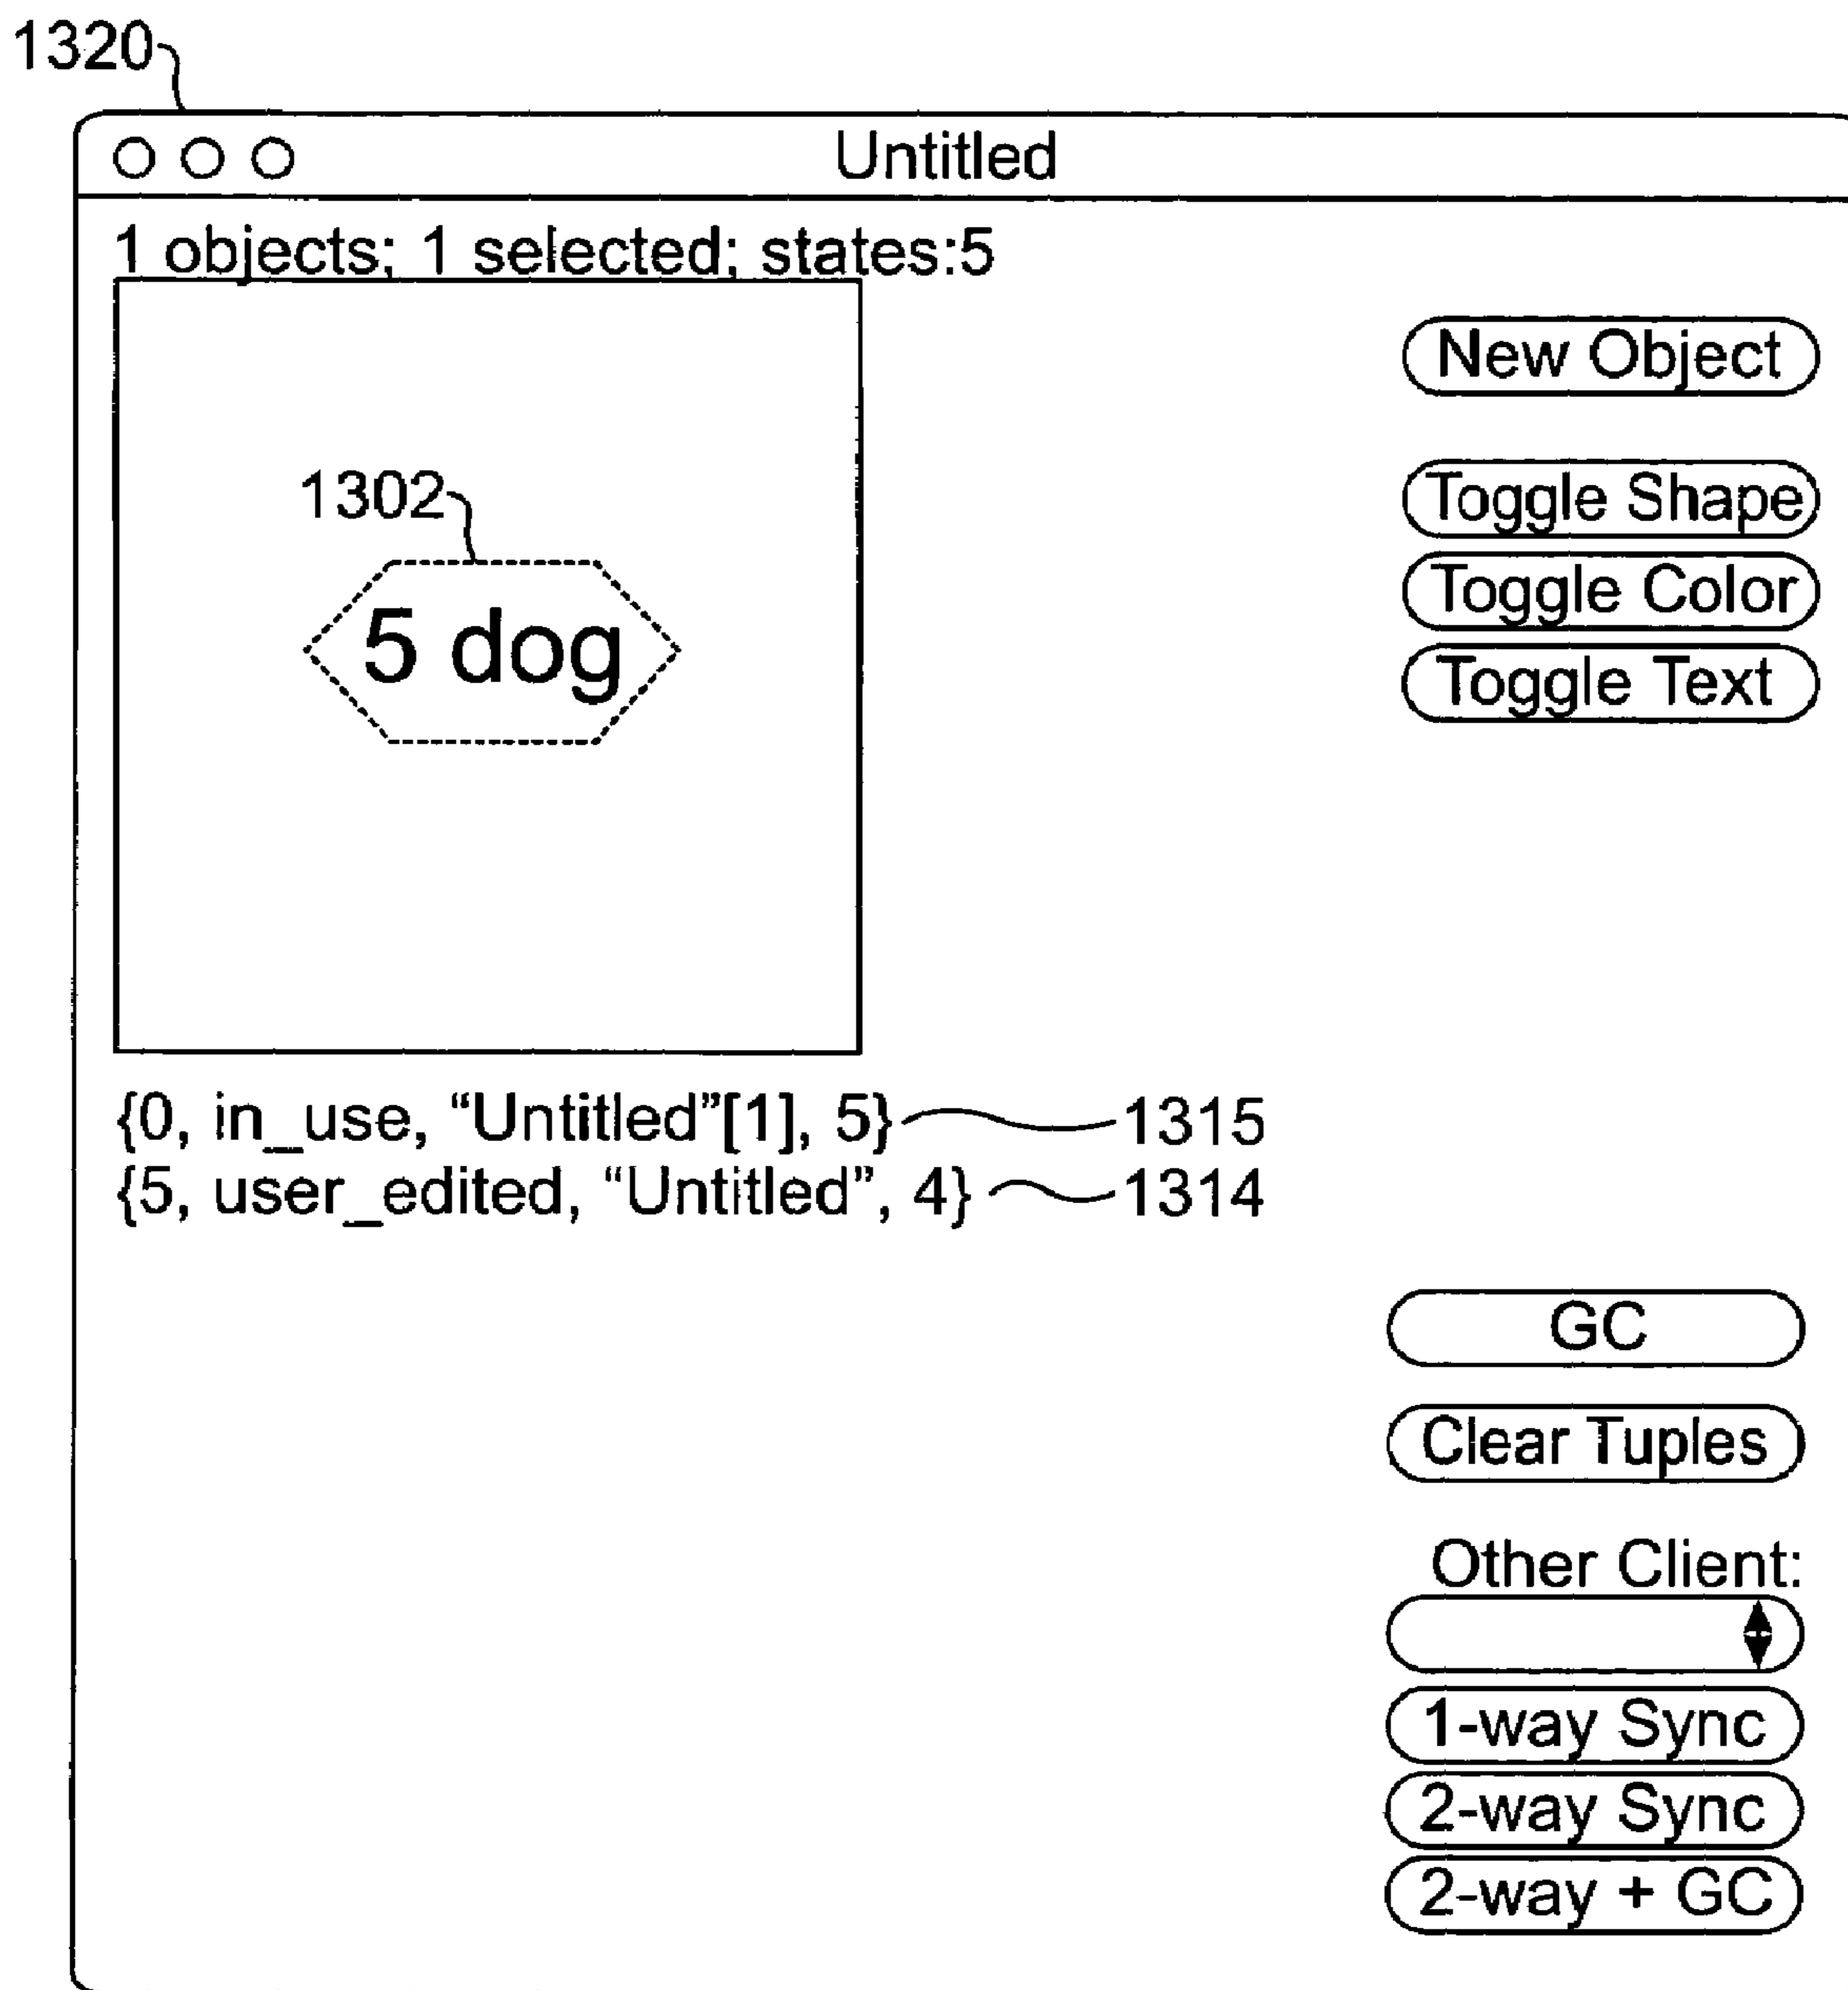 1320
Untitled
1 objects; 1 selected; states:5
New Object
1302
Toggle Shape
Toggle Color
5 dog
Toggle Text
{0, in_use, “Untitled”[1], 5} 1315
{5, user_edited, “Untitled”, 4} 1314
GC
Clear Tuples
Other Client:
1-way Sync
2-way Sync
2-way + GC